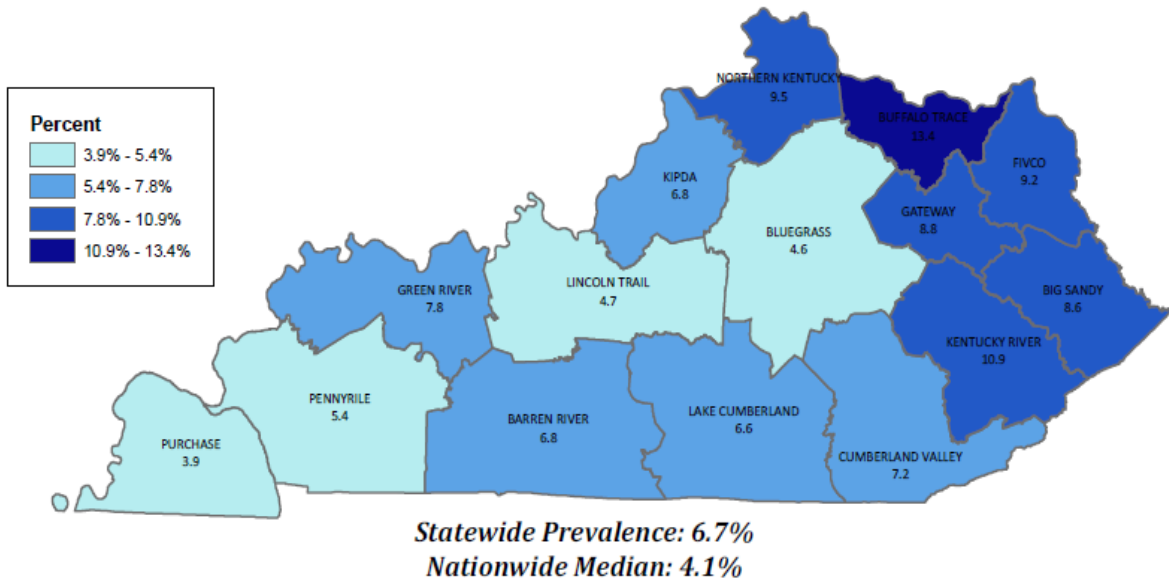 Percent
3.9% - 5.4%
5.4% - 7.8%
7.8% - 10.9%
10.9% - 13.4%
NORTHERN KENTUCKY
9.5
BUFFALO TRACE
13.4
FIVCO
9.2
KIPDA
6.8
GATEWAY
8.8
BLUEGRASS
4.6
LINCOLN TRAIL
4.7
GREEN RIVER
7.8
BIG SANDY
8.6
KENTUCKY RIVER
10.9
PENNYRILE
5.4
BARREN RIVER
6.8
LAKE CUMBERLAND
6.6
PURCHASE
3.9
CUMBERLAND VALLEY
7.2
Statewide Prevalence: 6.7%
Nationwide Median: 4.1%